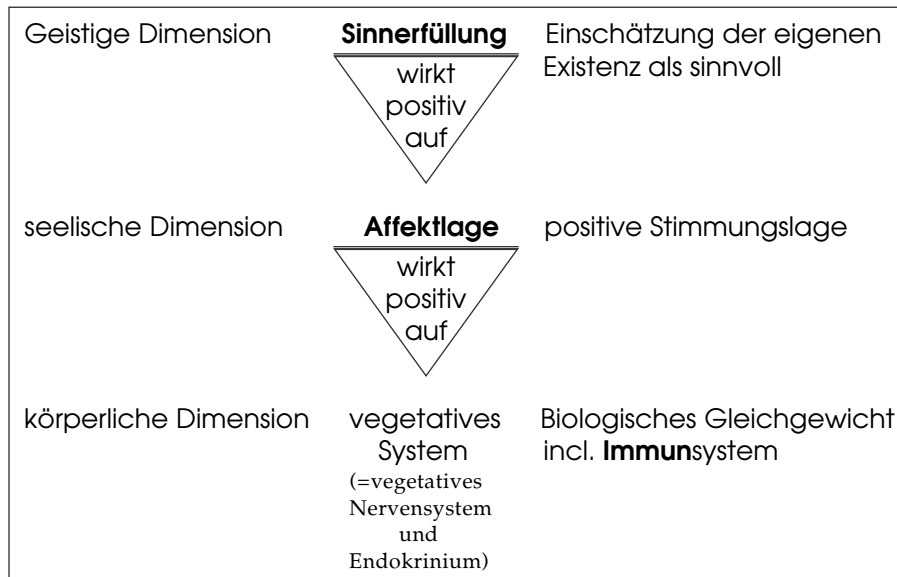 Geistige Dimension Sinnerfüllung Einschätzung der eigenen
Existenz als sinnvoll
wirkt
positiv
auf
seelische Dimension Affektlage positive Stimmungslage
wirkt
positiv
auf
körperliche Dimension vegetatives Biologisches Gleichgewicht
System incl. Immunsystem
(=vegetatives
Nervensystem
und
Endokrinium)